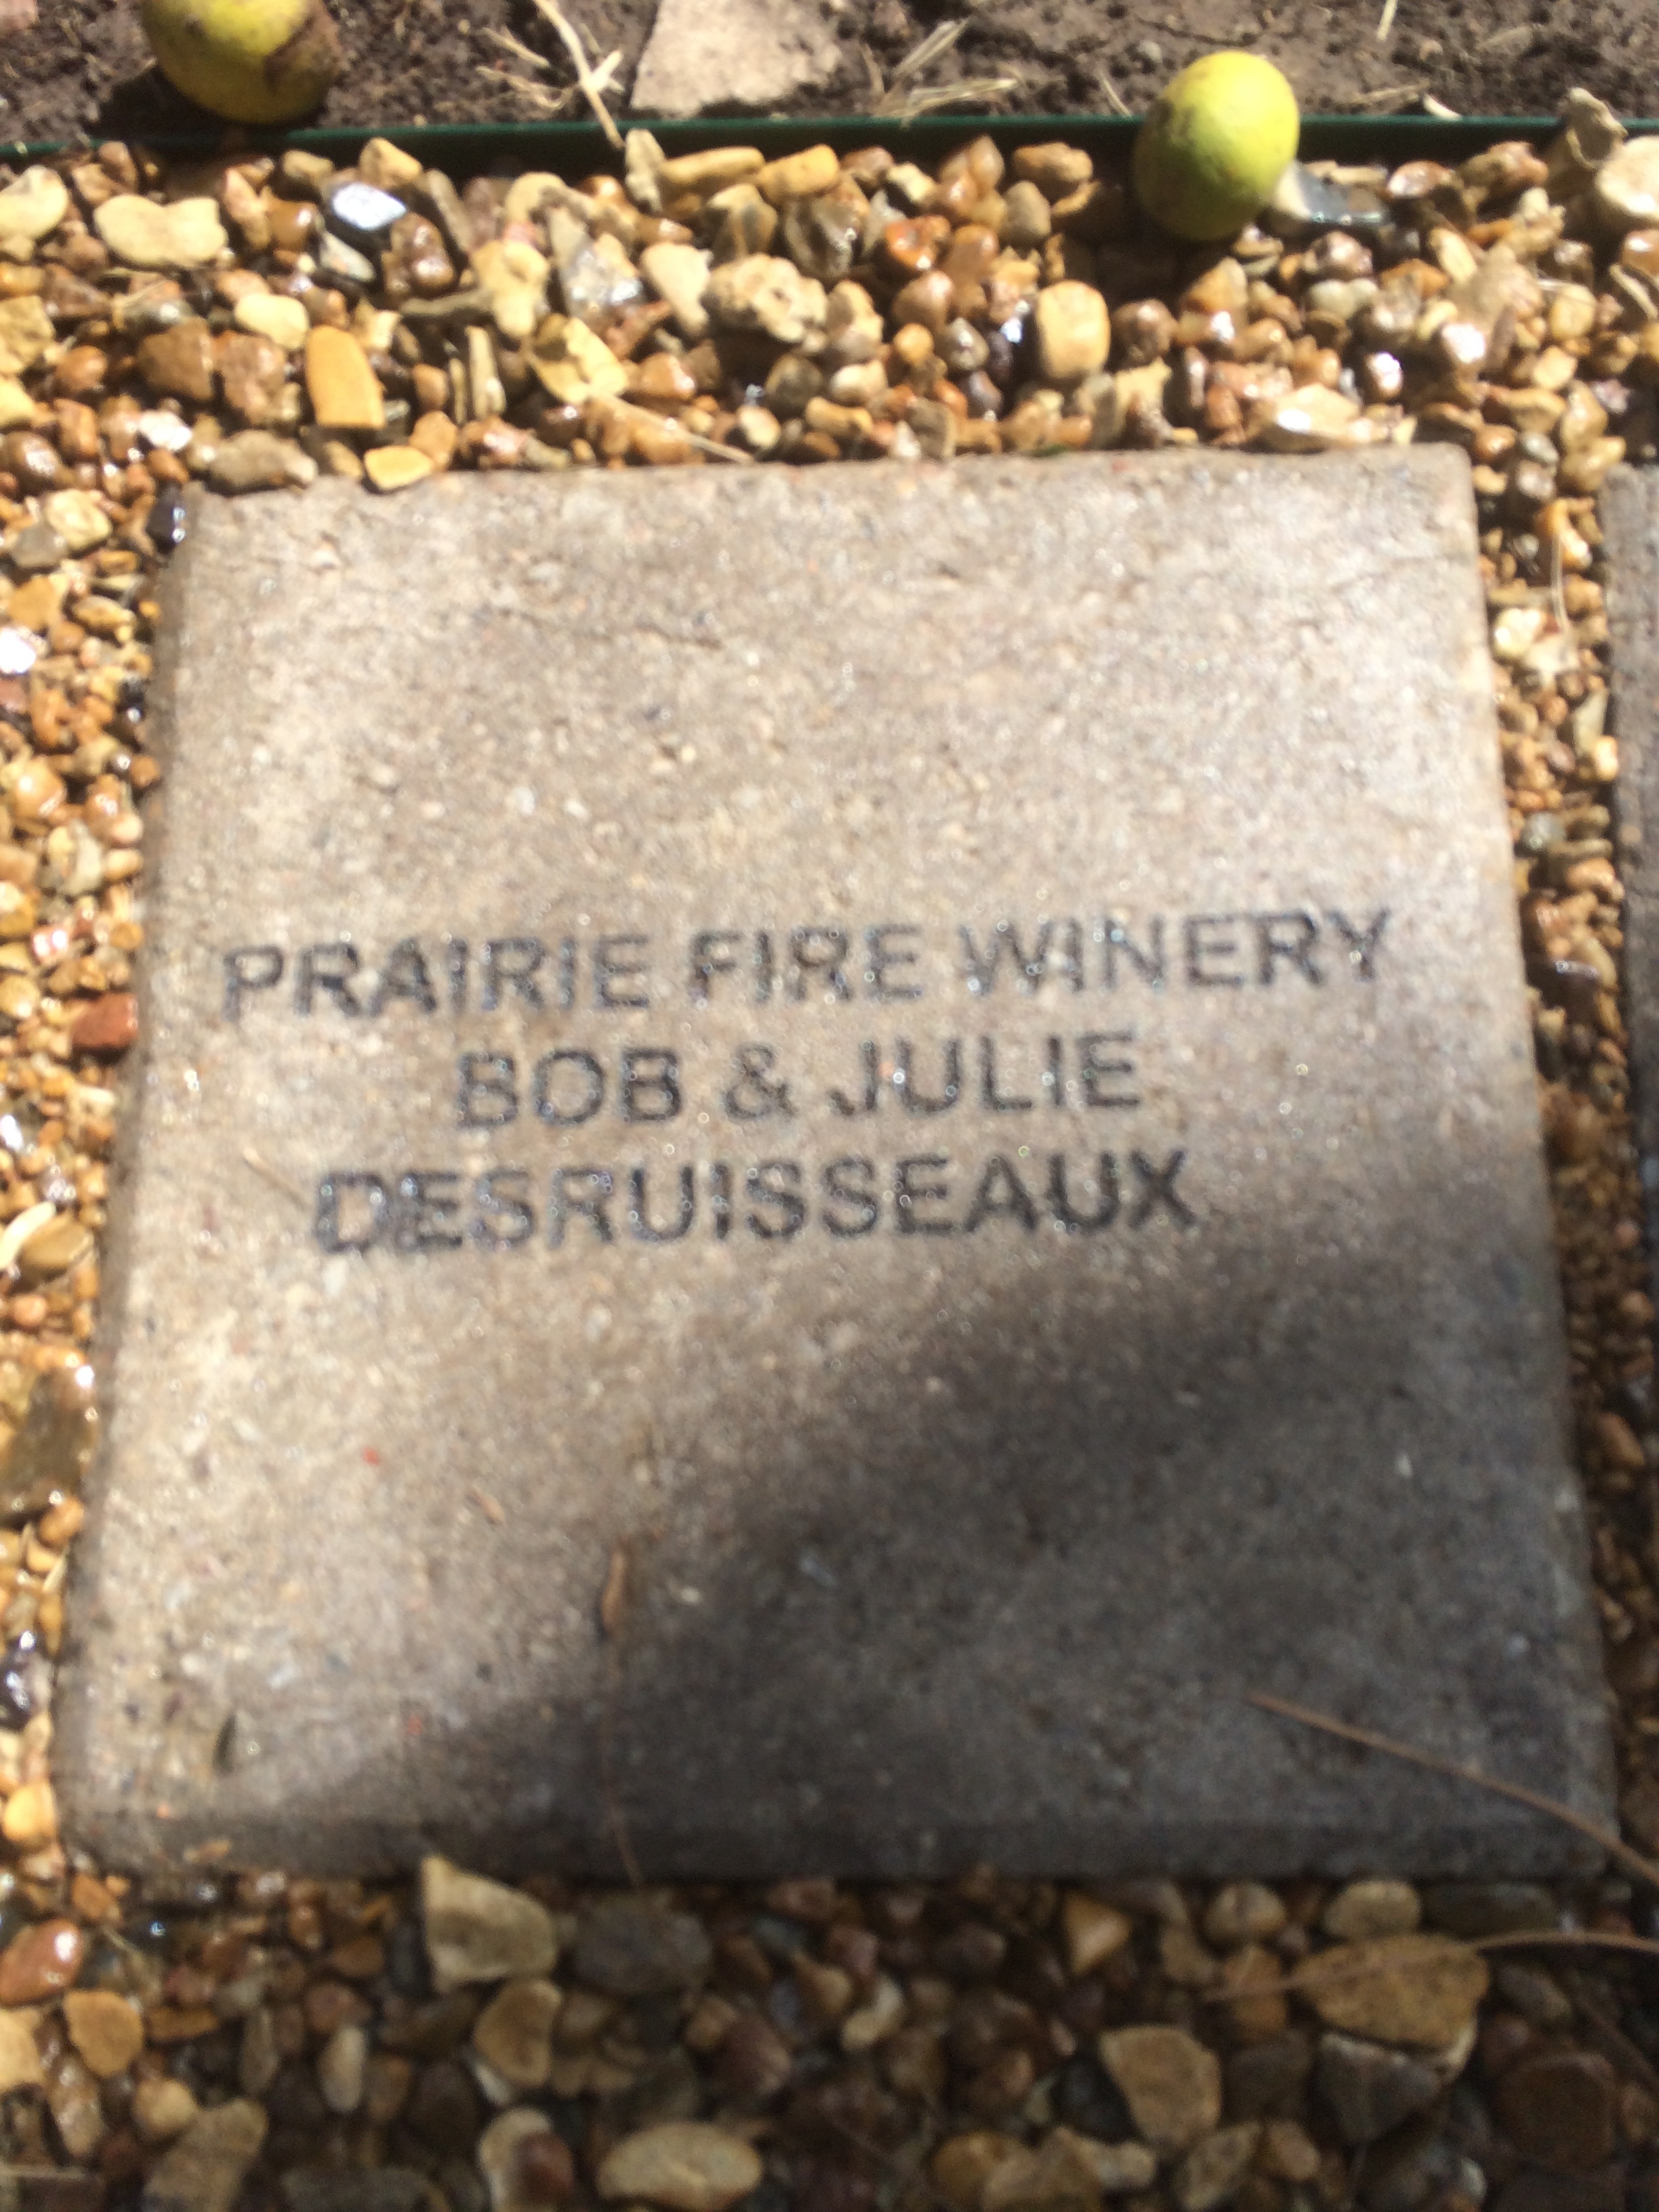 PRAIRIE FIRE WINERY
BOB & JULIE
DESRUISSEAUX